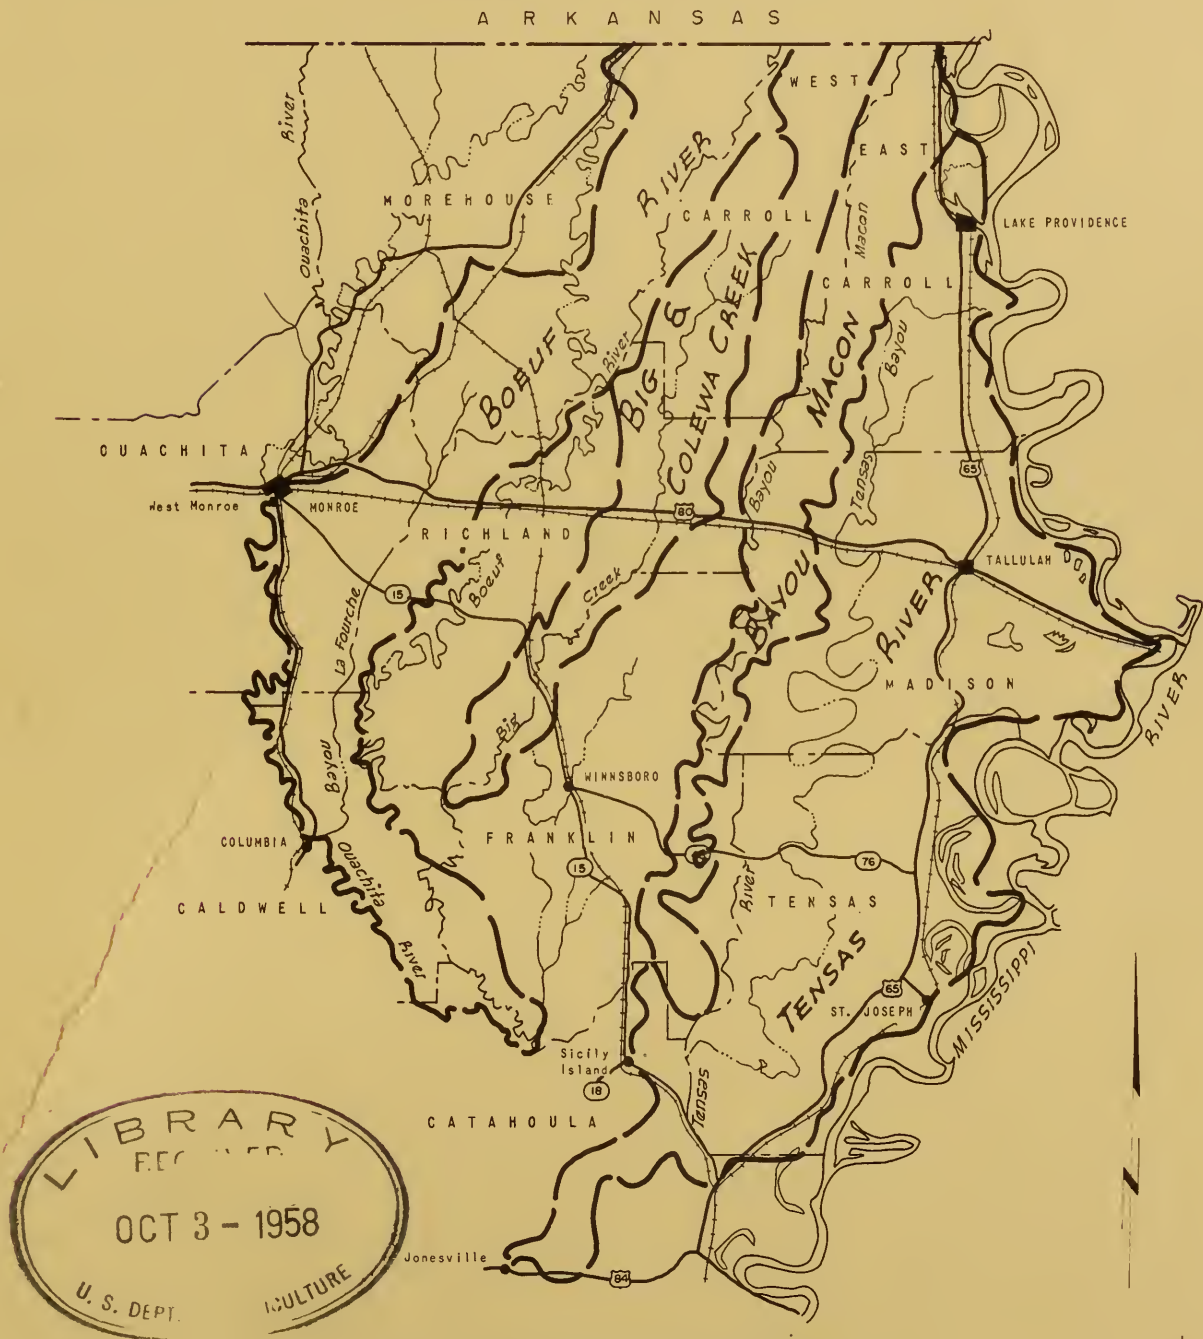 ARKANSAS
WEST
EAST
River
Ouachita
MOREHOUSE
RIVER
CARROLL
Macon
LAKE PROVIDENCE
CARROLL
BOEUF
River
BIG &
COLEWA CREEK
MACON
Bayou
OUACHITA
65
West Monroe
MONROE
80
Bayou
Tensas
RICHLAND
Boeuf
Creek
BAYOU
TALLULAH
15
La Fourche
RIVER
MADISON
RIVER
Bayou
Big
WINNSBORO
COLUMBIA
FRANKLIN
15
76
Ouachita
River
CALDWELL
River
TENSAS
TENSAS
65
ST. JOSEPH
MISSISSIPPI
Sicily
Island
18
Tensas
CATAHOULA
Jonesville
84
LIBRARY
OCT 3 - 1958
U. S. DEPT.